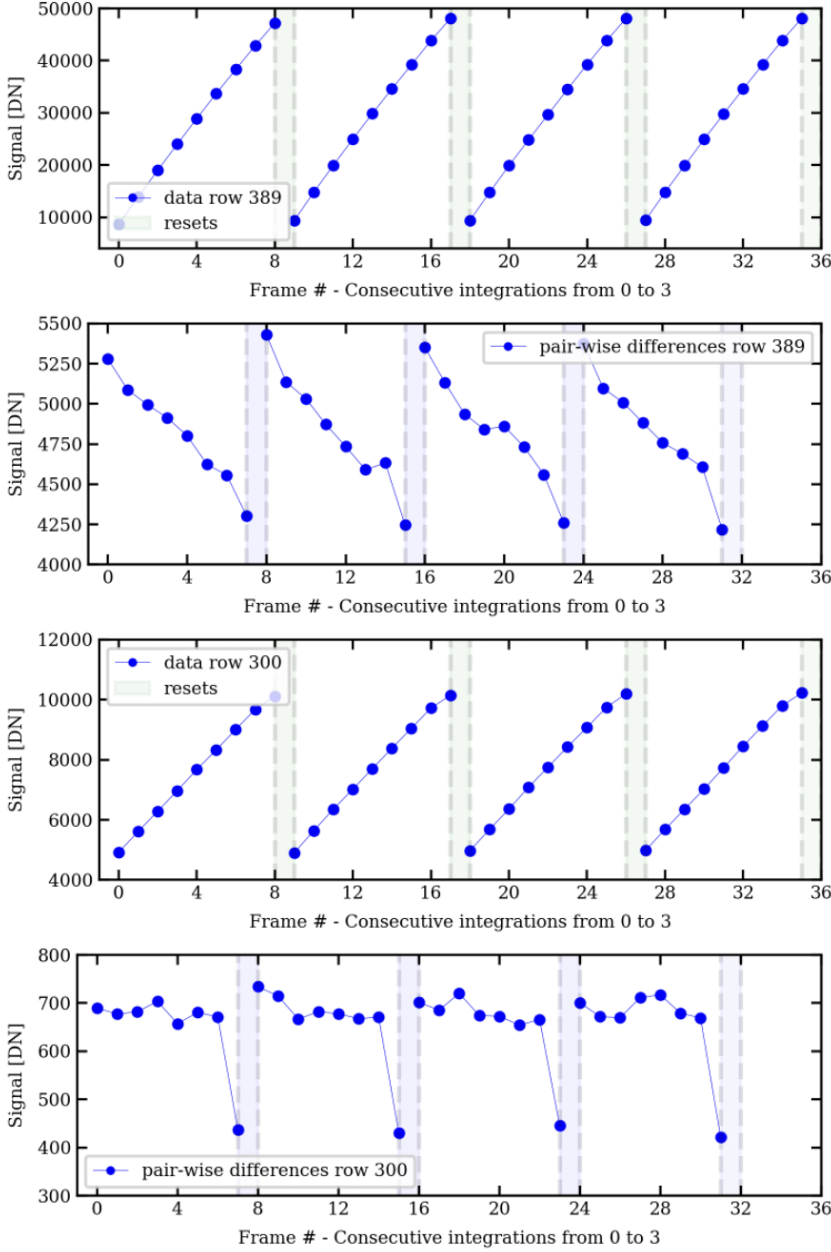 50000
40000
30000
20000
10000
Signal [DN]
data row 389
resets
0 4 8 12 16 20 24 28 32 36
Frame # - Consecutive integrations from 0 to 3
5500
5250
5000
4750
4500
4250
4000
Signal [DN]
pair-wise differences row 389
0 4 8 12 16 20 24 28 32 36
Frame # - Consecutive integrations from 0 to 3
12000
10000
8000
6000
4000
Signal [DN]
data row 300
resets
0 4 8 12 16 20 24 28 32 36
Frame # - Consecutive integrations from 0 to 3
800
700
600
500
400
300
Signal [DN]
pair-wise differences row 300
0 4 8 12 16 20 24 28 32 36
Frame # - Consecutive integrations from 0 to 3